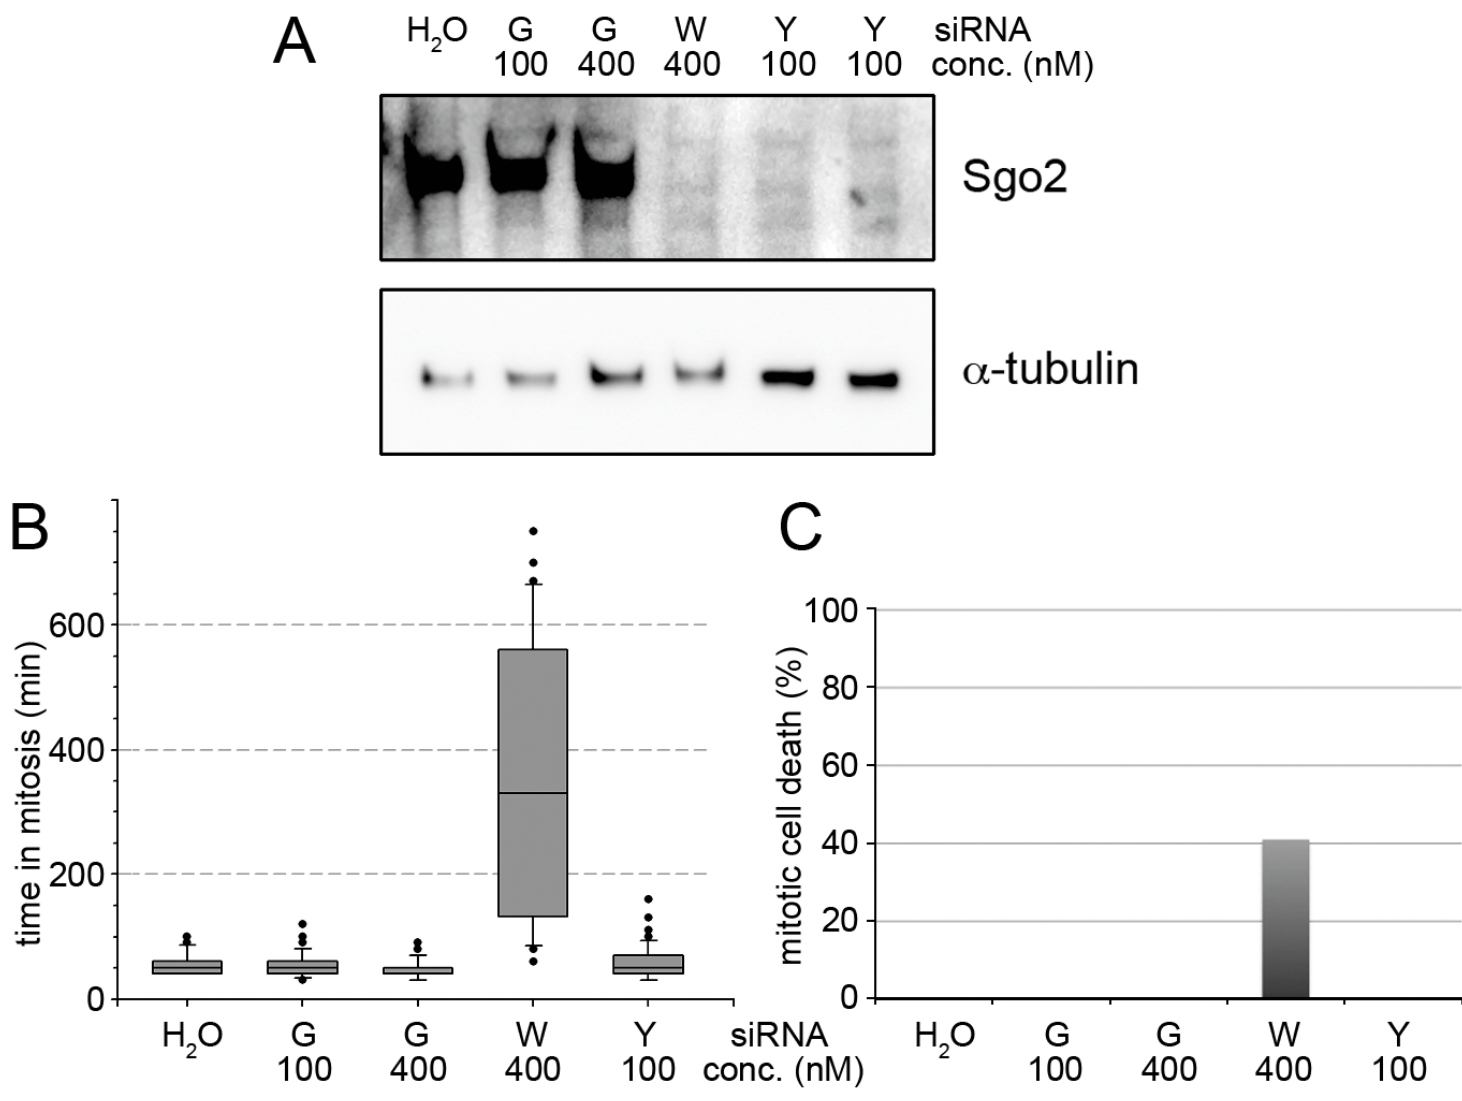 A
H2O G G W Y Y siRNA
100 400 400 100 100 conc. (nM)
Sgo2
α-tubulin
B
time in mitosis (min)
600
400
200
0
H2O G G W Y siRNA
100 400 400 100 conc. (nM)
C
mitotic cell death (%)
100
80
60
40
20
0
H2O G G W Y
100 400 400 100